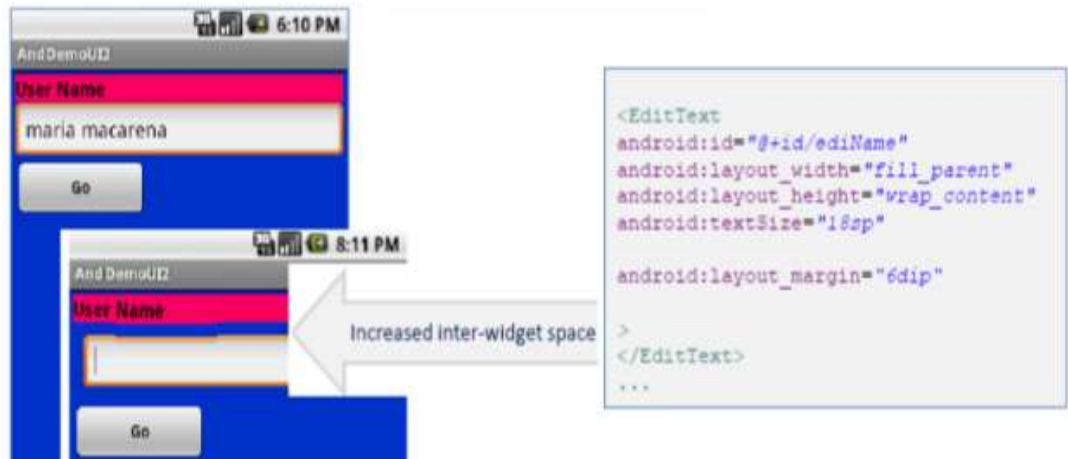 6:10 PM
AndDemoUI2
User Name
maria macarena
Go
8:11 PM
And DemoUI2
User Name
Go
Increased inter-widget space
<EditText
android:id="@+id/ediName"
android:layout_width="fill_parent"
android:layout_height="wrap_content"
android:textSize="18sp"
android:layout_margin="6dip"
>
</EditText>
...